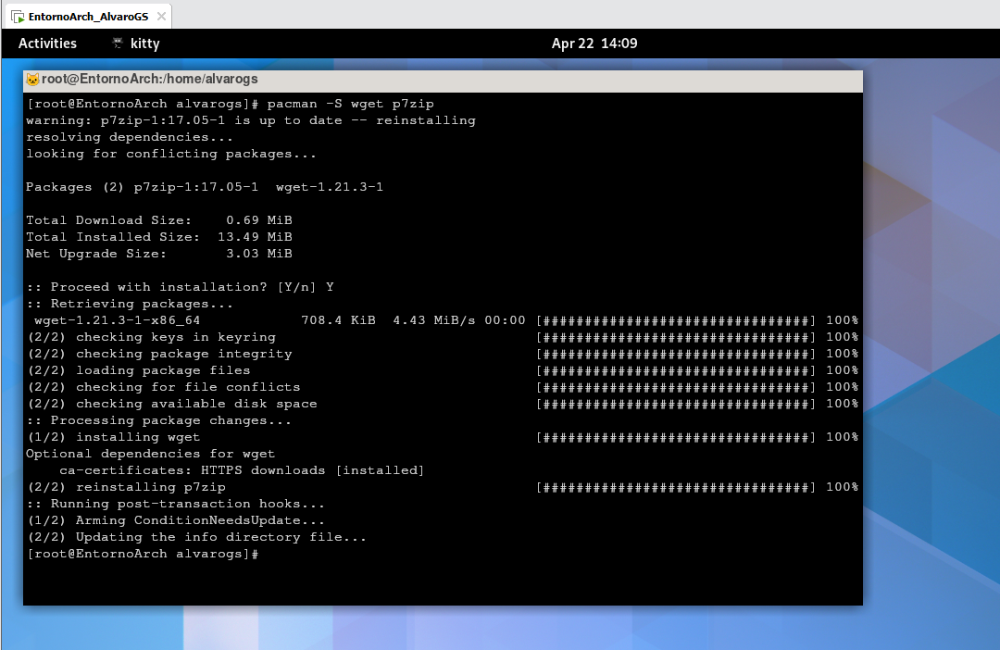 EntornoArch_AlvaroGS
Activities kitty Apr 22 14:09
root@EntornoArch:/home/alvarogs
[root@EntornoArch alvarogs]# pacman -S wget p7zip
warning: p7zip-1:17.05-1 is up to date -- reinstalling
resolving dependencies...
looking for conflicting packages...
Packages (2) p7zip-1:17.05-1  wget-1.21.3-1
Total Download Size:    0.69 MiB
Total Installed Size:  13.49 MiB
Net Upgrade Size:       3.03 MiB
:: Proceed with installation? [Y/n] Y
:: Retrieving packages...
 wget-1.21.3-1-x86_64            708.4 KiB  4.43 MiB/s 00:00 [################################] 100%
(2/2) checking keys in keyring                               [################################] 100%
(2/2) checking package integrity                             [################################] 100%
(2/2) loading package files                                  [################################] 100%
(2/2) checking for file conflicts                            [################################] 100%
(2/2) checking available disk space                          [################################] 100%
:: Processing package changes...
(1/2) installing wget                                        [################################] 100%
Optional dependencies for wget
    ca-certificates: HTTPS downloads [installed]
(2/2) reinstalling p7zip                                     [################################] 100%
:: Running post-transaction hooks...
(1/2) Arming ConditionNeedsUpdate...
(2/2) Updating the info directory file...
[root@EntornoArch alvarogs]#